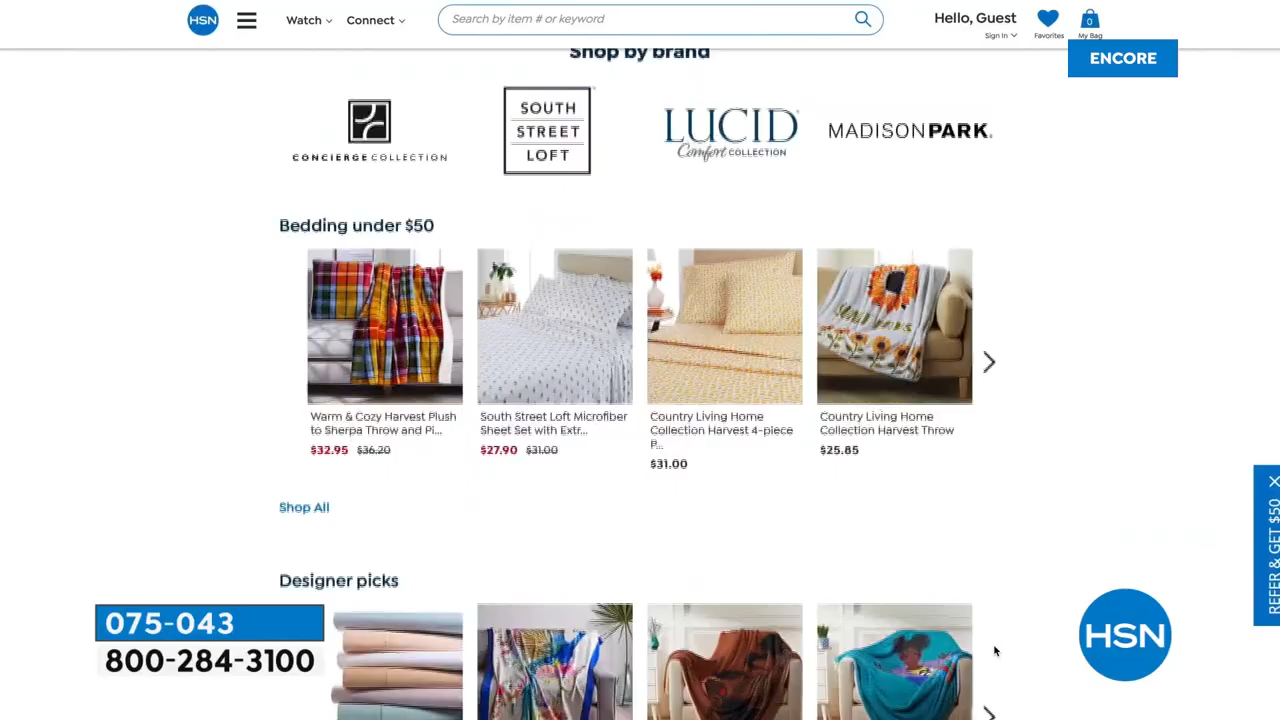 HSN
Watch
Connect
Search by item # or keyword
Hello, Guest
Sign In
Favorites
0
My Bag
ENCORE
Shop by brand
CONCIERGE COLLECTION
SOUTH
STREET
LOFT
LUCID
Comfort COLLECTION
MADISON PARK.
Bedding under $50
Warm & Cozy Harvest Plush
to Sherpa Throw and Pi...
$32.95 $36.20
South Street Loft Microfiber
Sheet Set with Extr...
$27.90 $31.00
Country Living Home
Collection Harvest 4-piece
P...
$31.00
Country Living Home
Collection Harvest Throw
$25.85
Shop All
REFER & GET $50
Designer picks
075-043
800-284-3100
HSN